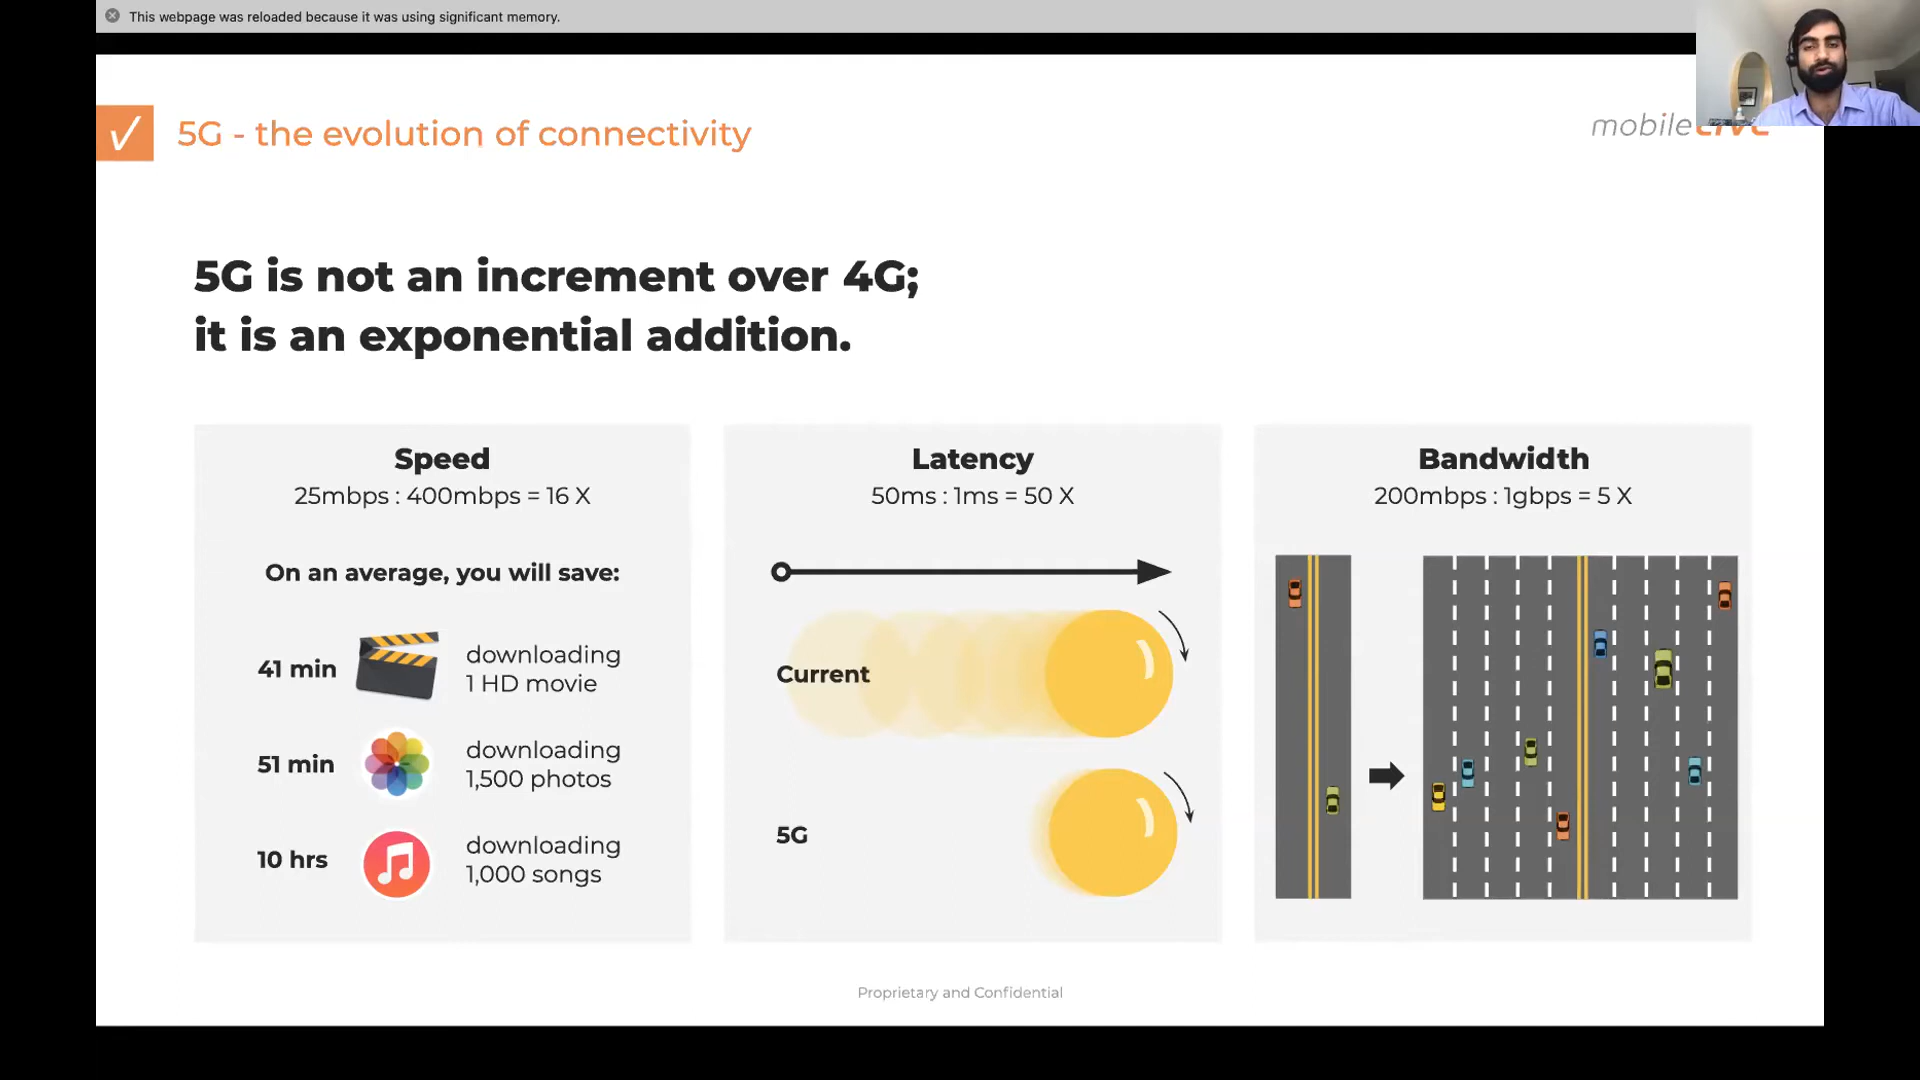 This webpage was reloaded because it was using significant memory.
✓ 5G - the evolution of connectivity
mobileLIVE
5G is not an increment over 4G;
it is an exponential addition.
Speed
25mbps : 400mbps = 16 X
On an average, you will save:
41 min
downloading
1 HD movie
51 min
downloading
1,500 photos
10 hrs
downloading
1,000 songs
Latency
50ms : 1ms = 50 X
Current
5G
Bandwidth
200mbps : 1gbps = 5 X
Proprietary and Confidential